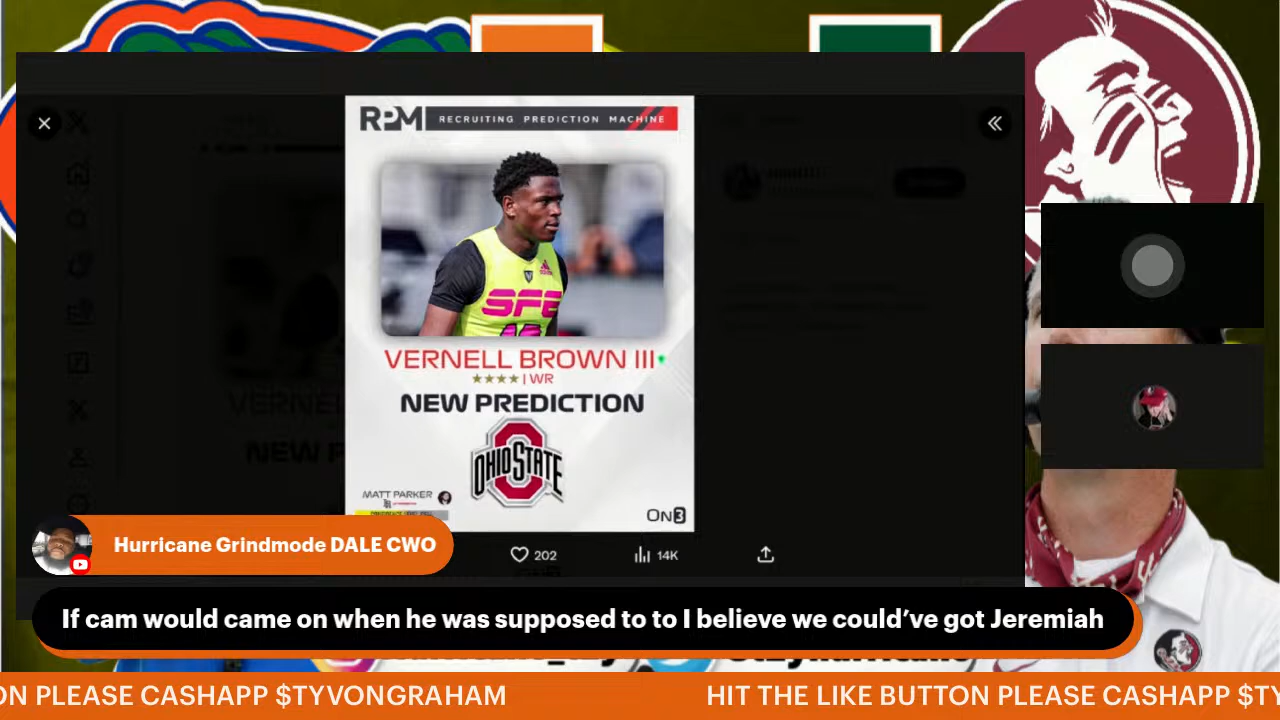 RPM RECRUITING PREDICTION MACHINE
SFE
VERNELL BROWN III
| WR
NEW PREDICTION
OHIO STATE
MATT PARKER
ON3
202
14K
Hurricane Grindmode DALE CWO
If cam would came on when he was supposed to to I believe we could've got Jeremiah
ON PLEASE CASHAPP $TYVONGRAHAM HIT THE LIKE BUTTON PLEASE CASHAPP $TY